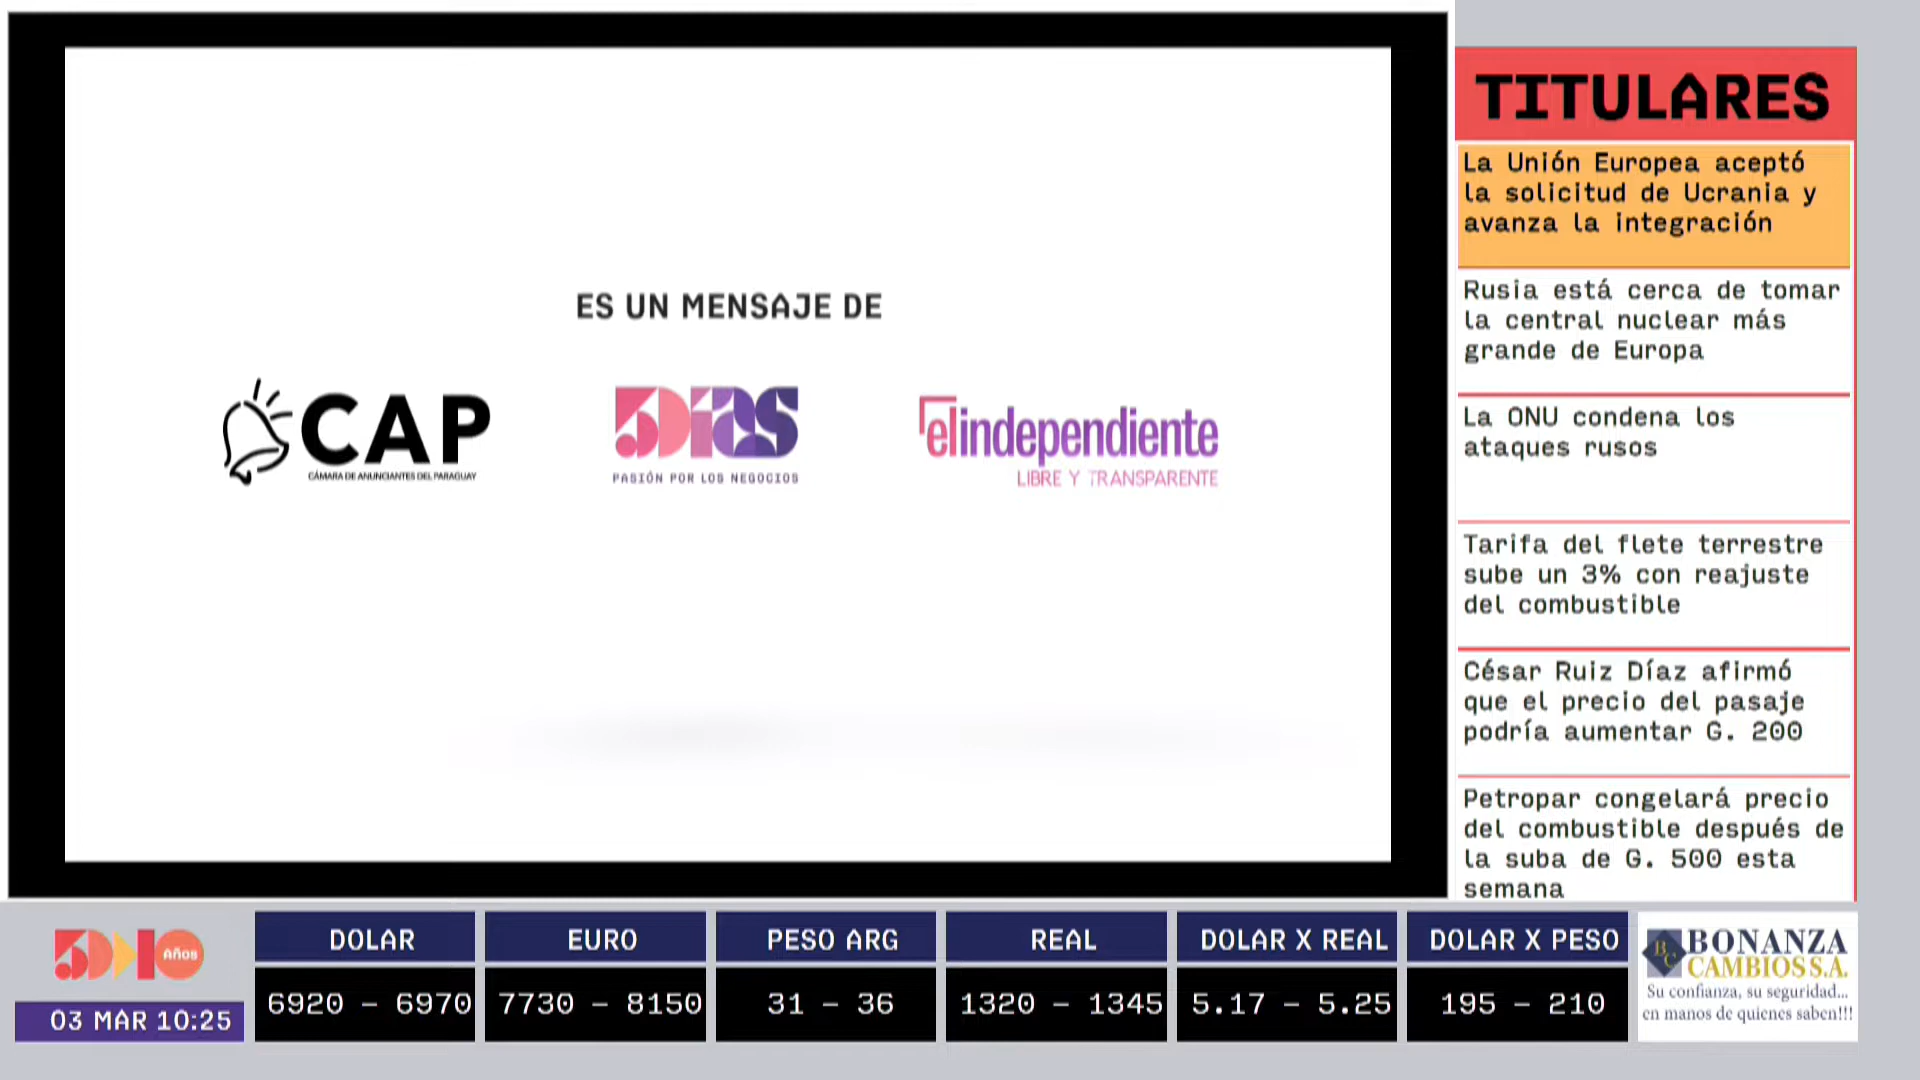 ES UN MENSAJE DE
CAP
CÁMARA DE ANUNCIANTES DEL PARAGUAY
5Días
PASIÓN POR LOS NEGOCIOS
elindependiente
LIBRE Y TRANSPARENTE
TITULARES
La Unión Europea aceptó
la solicitud de Ucrania y
avanza la integración
Rusia está cerca de tomar
la central nuclear más
grande de Europa
La ONU condena los
ataques rusos
Tarifa del flete terrestre
sube un 3% con reajuste
del combustible
César Ruiz Díaz afirmó
que el precio del pasaje
podría aumentar G. 200
Petropar congelará precio
del combustible después de
la suba de G. 500 esta
semana
5D 10 Años
03 MAR 10:25
DOLAR
6920 - 6970
EURO
7730 - 8150
PESO ARG
31 - 36
REAL
1320 - 1345
DOLAR X REAL
5.17 - 5.25
DOLAR X PESO
195 - 210
BC BONANZA
CAMBIOS S.A.
Su confianza, su seguridad...
en manos de quienes saben!!!